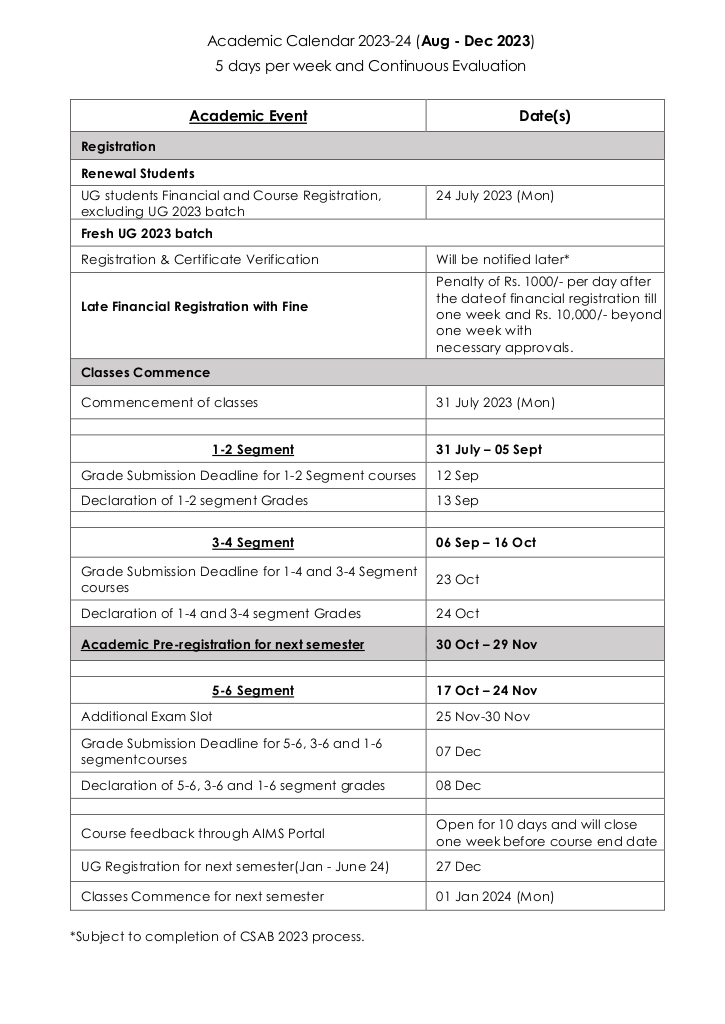 Academic Calendar 2023-24 (Aug - Dec 2023)
5 days per week and Continuous Evaluation
Academic Event
Date(s)
Registration
Renewal Students
UG students Financial and Course Registration,
excluding UG 2023 batch
24 July 2023 (Mon)
Fresh UG 2023 batch
Registration & Certificate Verification
Will be notified later*
Late Financial Registration with Fine
Penalty of Rs. 1000/- per day after
the dateof financial registration till
one week and Rs. 10,000/- beyond
one week with
necessary approvals.
Classes Commence
Commencement of classes
31 July 2023 (Mon)
1-2 Segment
31 July – 05 Sept
Grade Submission Deadline for 1-2 Segment courses
12 Sep
Declaration of 1-2 segment Grades
13 Sep
3-4 Segment
06 Sep – 16 Oct
Grade Submission Deadline for 1-4 and 3-4 Segment
courses
23 Oct
Declaration of 1-4 and 3-4 segment Grades
24 Oct
Academic Pre-registration for next semester
30 Oct – 29 Nov
5-6 Segment
17 Oct – 24 Nov
Additional Exam Slot
25 Nov-30 Nov
Grade Submission Deadline for 5-6, 3-6 and 1-6
segmentcourses
07 Dec
Declaration of 5-6, 3-6 and 1-6 segment grades
08 Dec
Course feedback through AIMS Portal
Open for 10 days and will close
one week before course end date
UG Registration for next semester(Jan - June 24)
27 Dec
Classes Commence for next semester
01 Jan 2024 (Mon)
*Subject to completion of CSAB 2023 process.